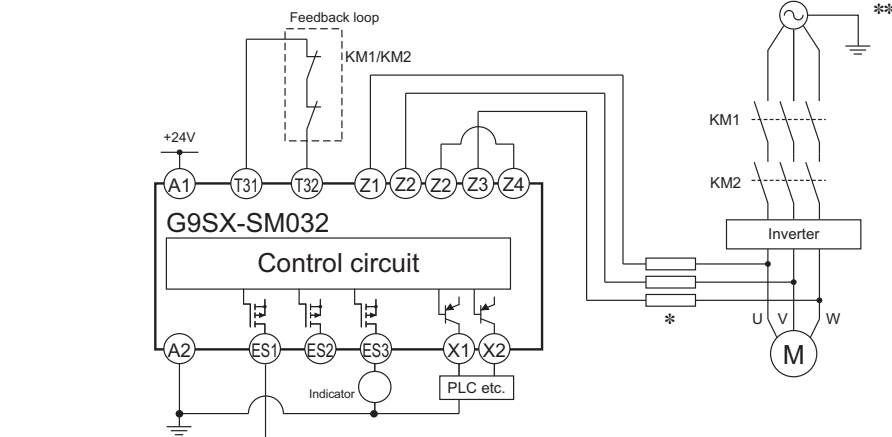 Feedback loop
**
KM1/KM2
KM1
+24V
A1
T31
T32
Z1
Z2
Z2
Z3
Z4
KM2
G9SX-SM032
Inverter
Control circuit
*
U
V
W
A2
ES1
ES2
ES3
X1
X2
M
Indicator
PLC etc.